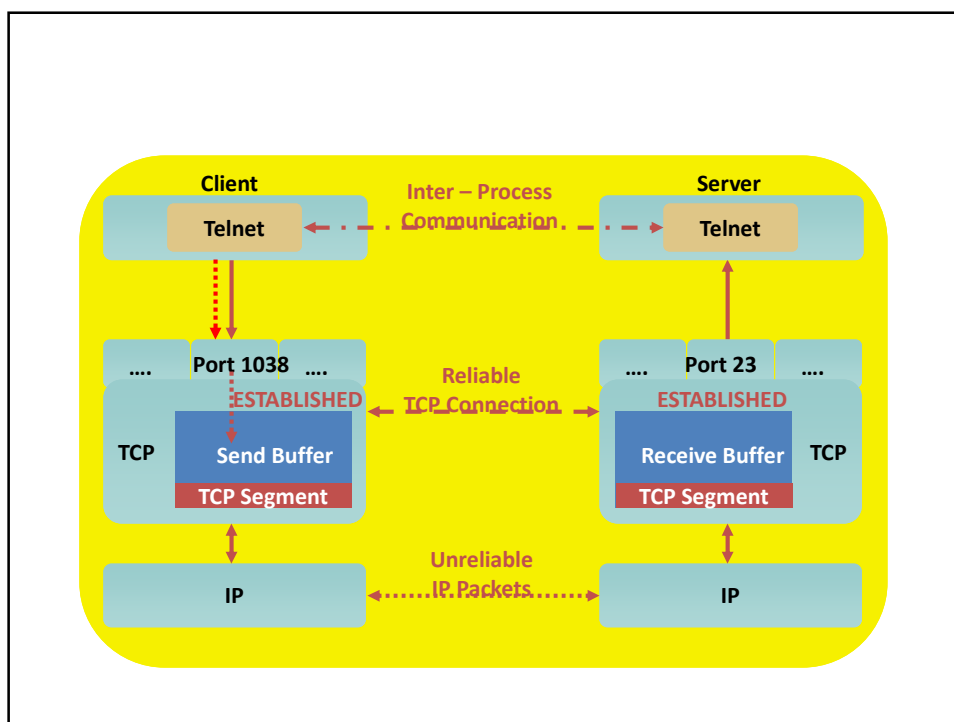 Client
Server
Inter – Process
Communication
Telnet
Telnet
....
Port 1038
....
....
Port 23
....
Reliable
TCP Connection
ESTABLISHED
ESTABLISHED
TCP
Send Buffer
Receive Buffer
TCP
TCP Segment
TCP Segment
Unreliable
IP Packets
IP
IP